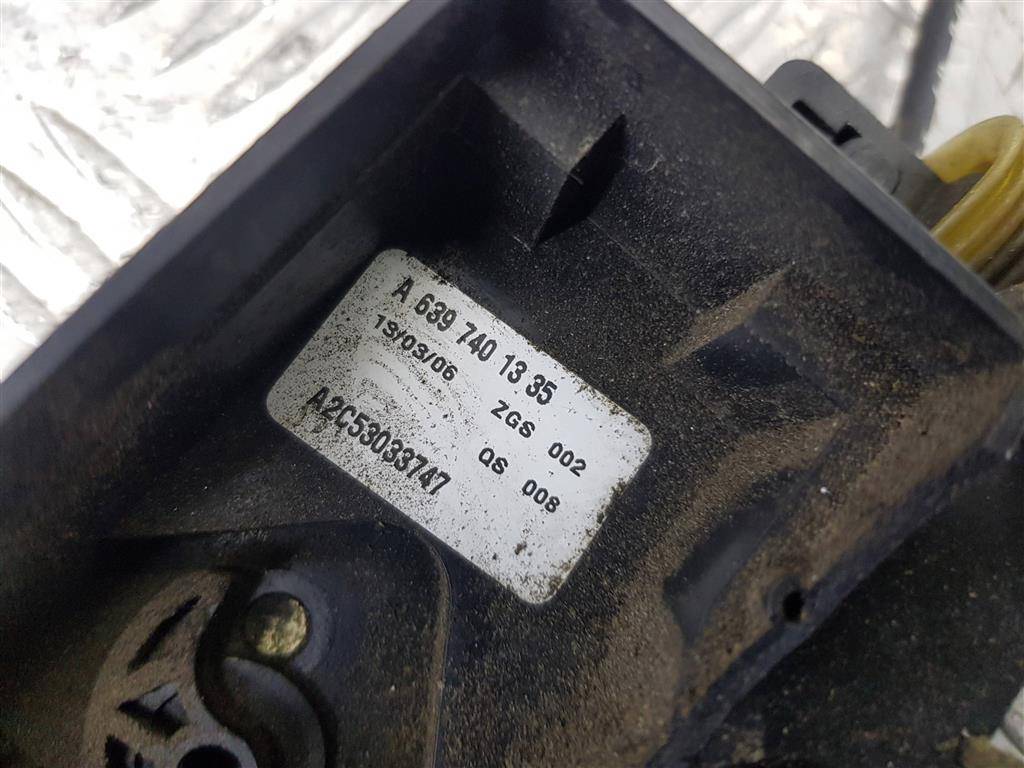 A 639 740 13 35
13/03/06 ZGS 002
QS 008
A2C53033747